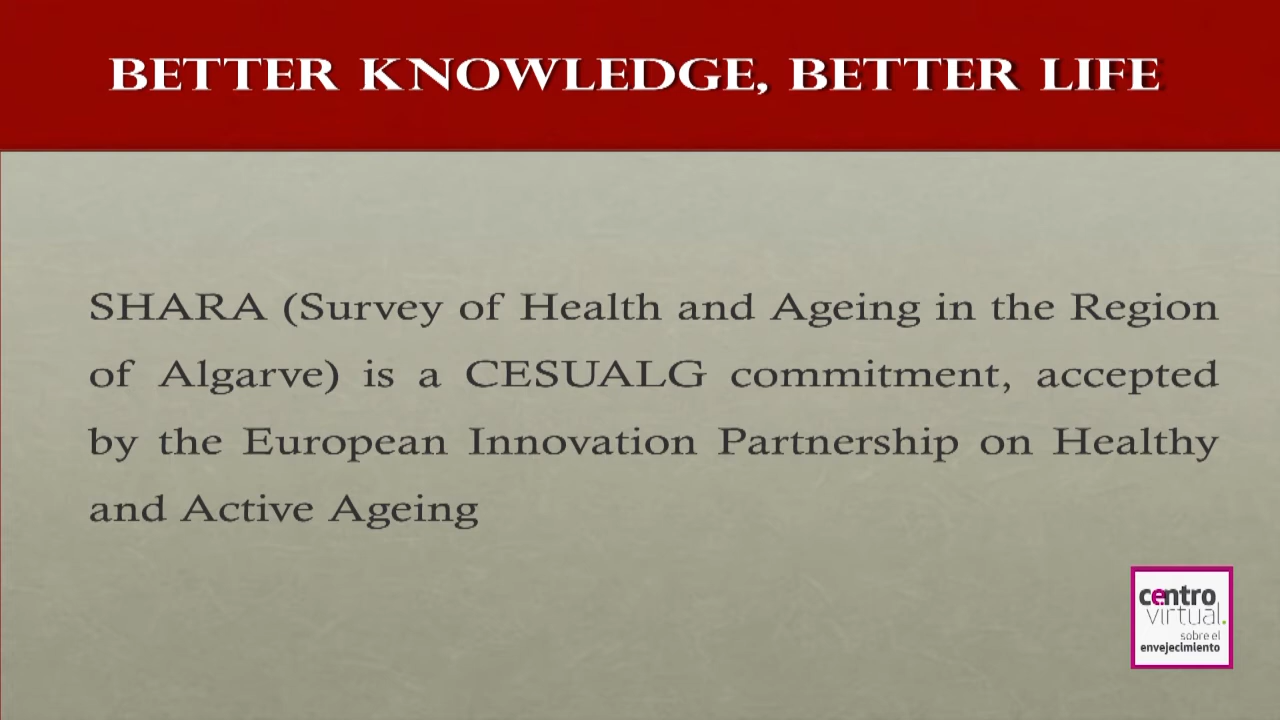 BETTER KNOWLEDGE, BETTER LIFE
SHARA (Survey of Health and Ageing in the Region
of Algarve) is a CESUALG commitment, accepted
by the European Innovation Partnership on Healthy
and Active Ageing
centro
virtual.
sobre el
envejecimiento